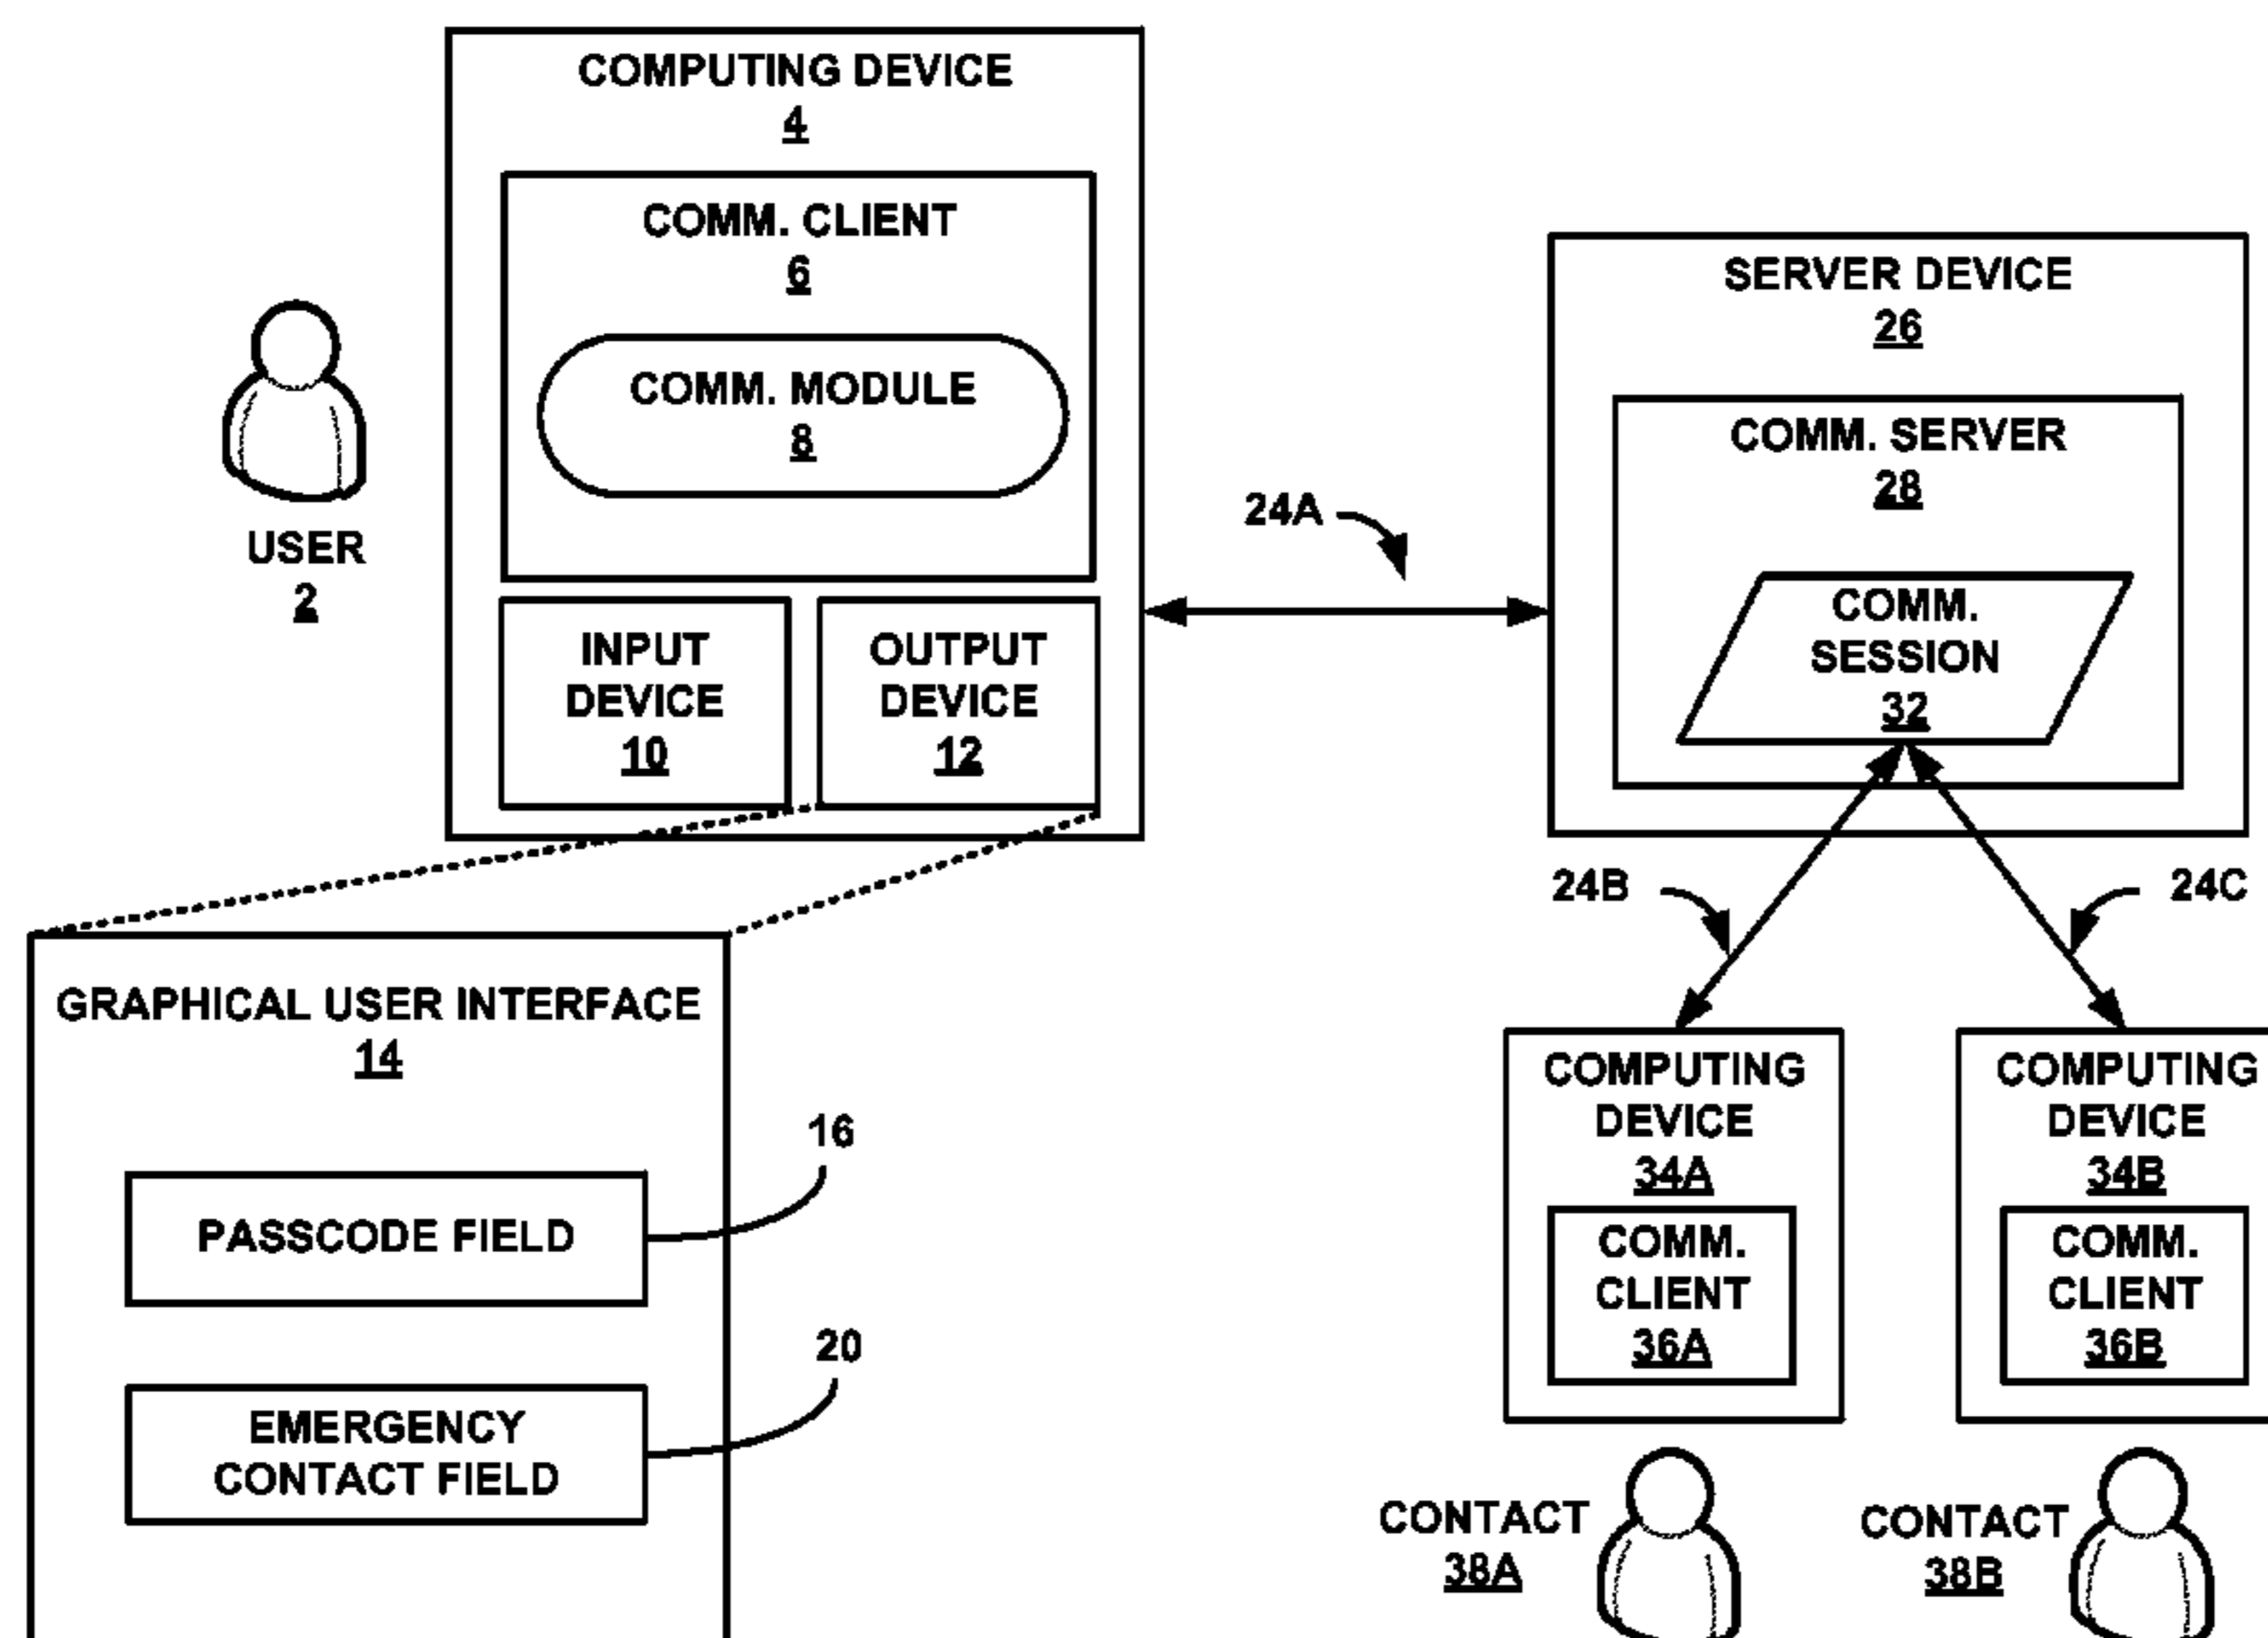 COMPUTING DEVICE
4
COMM. CLIENT
6
COMM. MODULE
8
USER
2
INPUT
DEVICE
10
OUTPUT
DEVICE
12
24A
SERVER DEVICE
26
COMM. SERVER
28
COMM.
SESSION
32
24B
24C
GRAPHICAL USER INTERFACE
14
16
PASSCODE FIELD
20
EMERGENCY
CONTACT FIELD
COMPUTING
DEVICE
34A
COMM.
CLIENT
36A
COMPUTING
DEVICE
34B
COMM.
CLIENT
36B
CONTACT
38A
CONTACT
38B